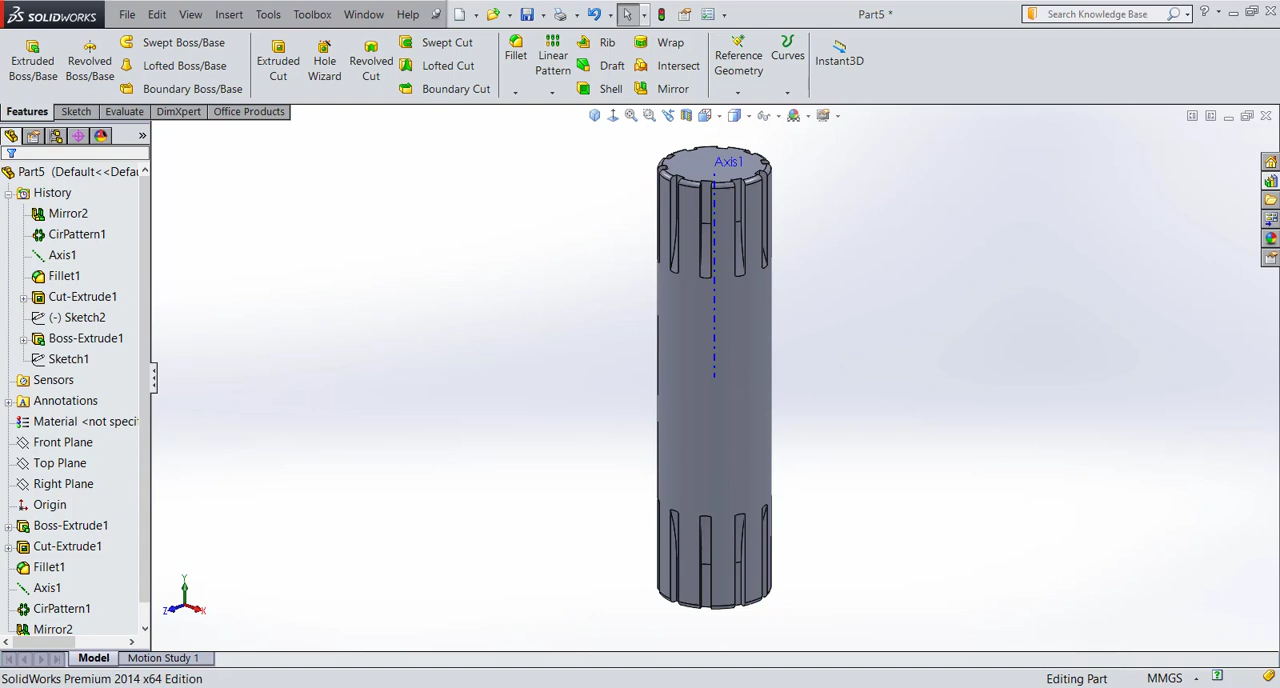 SOLIDWORKS File Edit View Insert Tools Toolbox Window Help Part5 * Search Knowledge Base
Extruded Boss/Base
Revolved Boss/Base
Swept Boss/Base
Lofted Boss/Base
Boundary Boss/Base
Extruded Cut
Hole Wizard
Revolved Cut
Swept Cut
Lofted Cut
Boundary Cut
Fillet
Linear Pattern
Rib
Draft
Shell
Wrap
Intersect
Mirror
Reference Geometry
Curves
Instant3D
Features Sketch Evaluate DimXpert Office Products
Part5 (Default<<Defau
History
Mirror2
CirPattern1
Axis1
Fillet1
Cut-Extrude1
(-) Sketch2
Boss-Extrude1
Sketch1
Sensors
Annotations
Material <not speci
Front Plane
Top Plane
Right Plane
Origin
Boss-Extrude1
Cut-Extrude1
Fillet1
Axis1
CirPattern1
Mirror2
Axis1
Y
Z X
Model Motion Study 1
SolidWorks Premium 2014 x64 Edition Editing Part MMGS